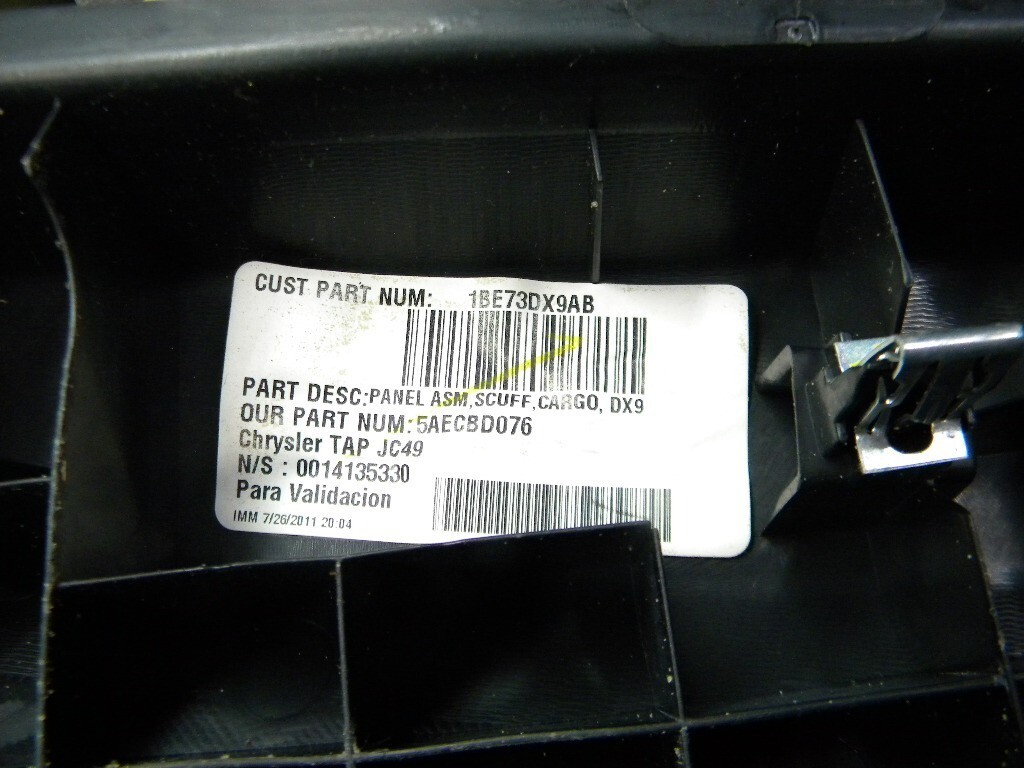 CUST PART NUM: 1BE73DX9AB
PART DESC:PANEL ASM,SCUFF,CARGO, DX9
OUR PART NUM:5AECBD076
Chrysler TAP JC49
N/S : 0014135330
Para Validacion
IMM 7/26/2011 20:04